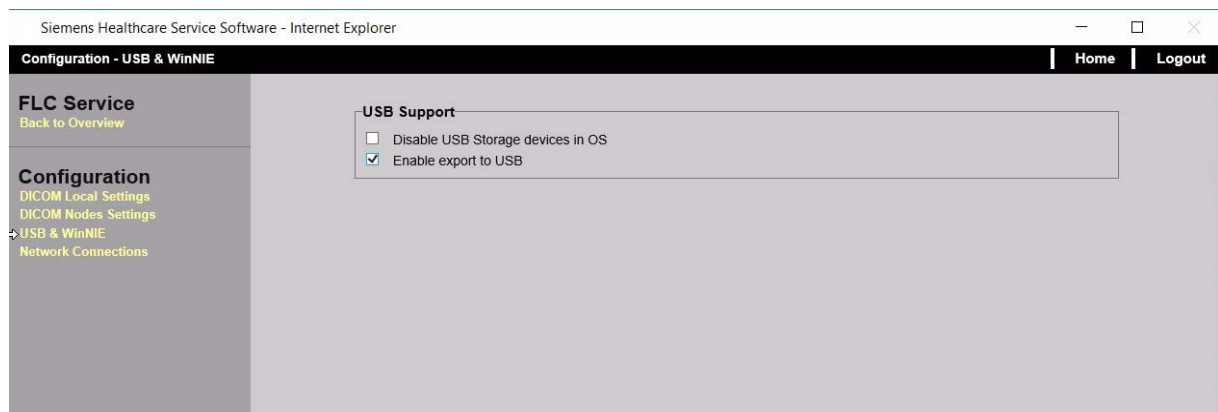 Siemens Healthcare Service Software - Internet Explorer
Configuration - USB & WinNIE
Home
Logout
FLC Service
Back to Overview
Configuration
DICOM Local Settings
DICOM Nodes Settings
USB & WinNIE
Network Connections
USB Support
Disable USB Storage devices in OS
Enable export to USB